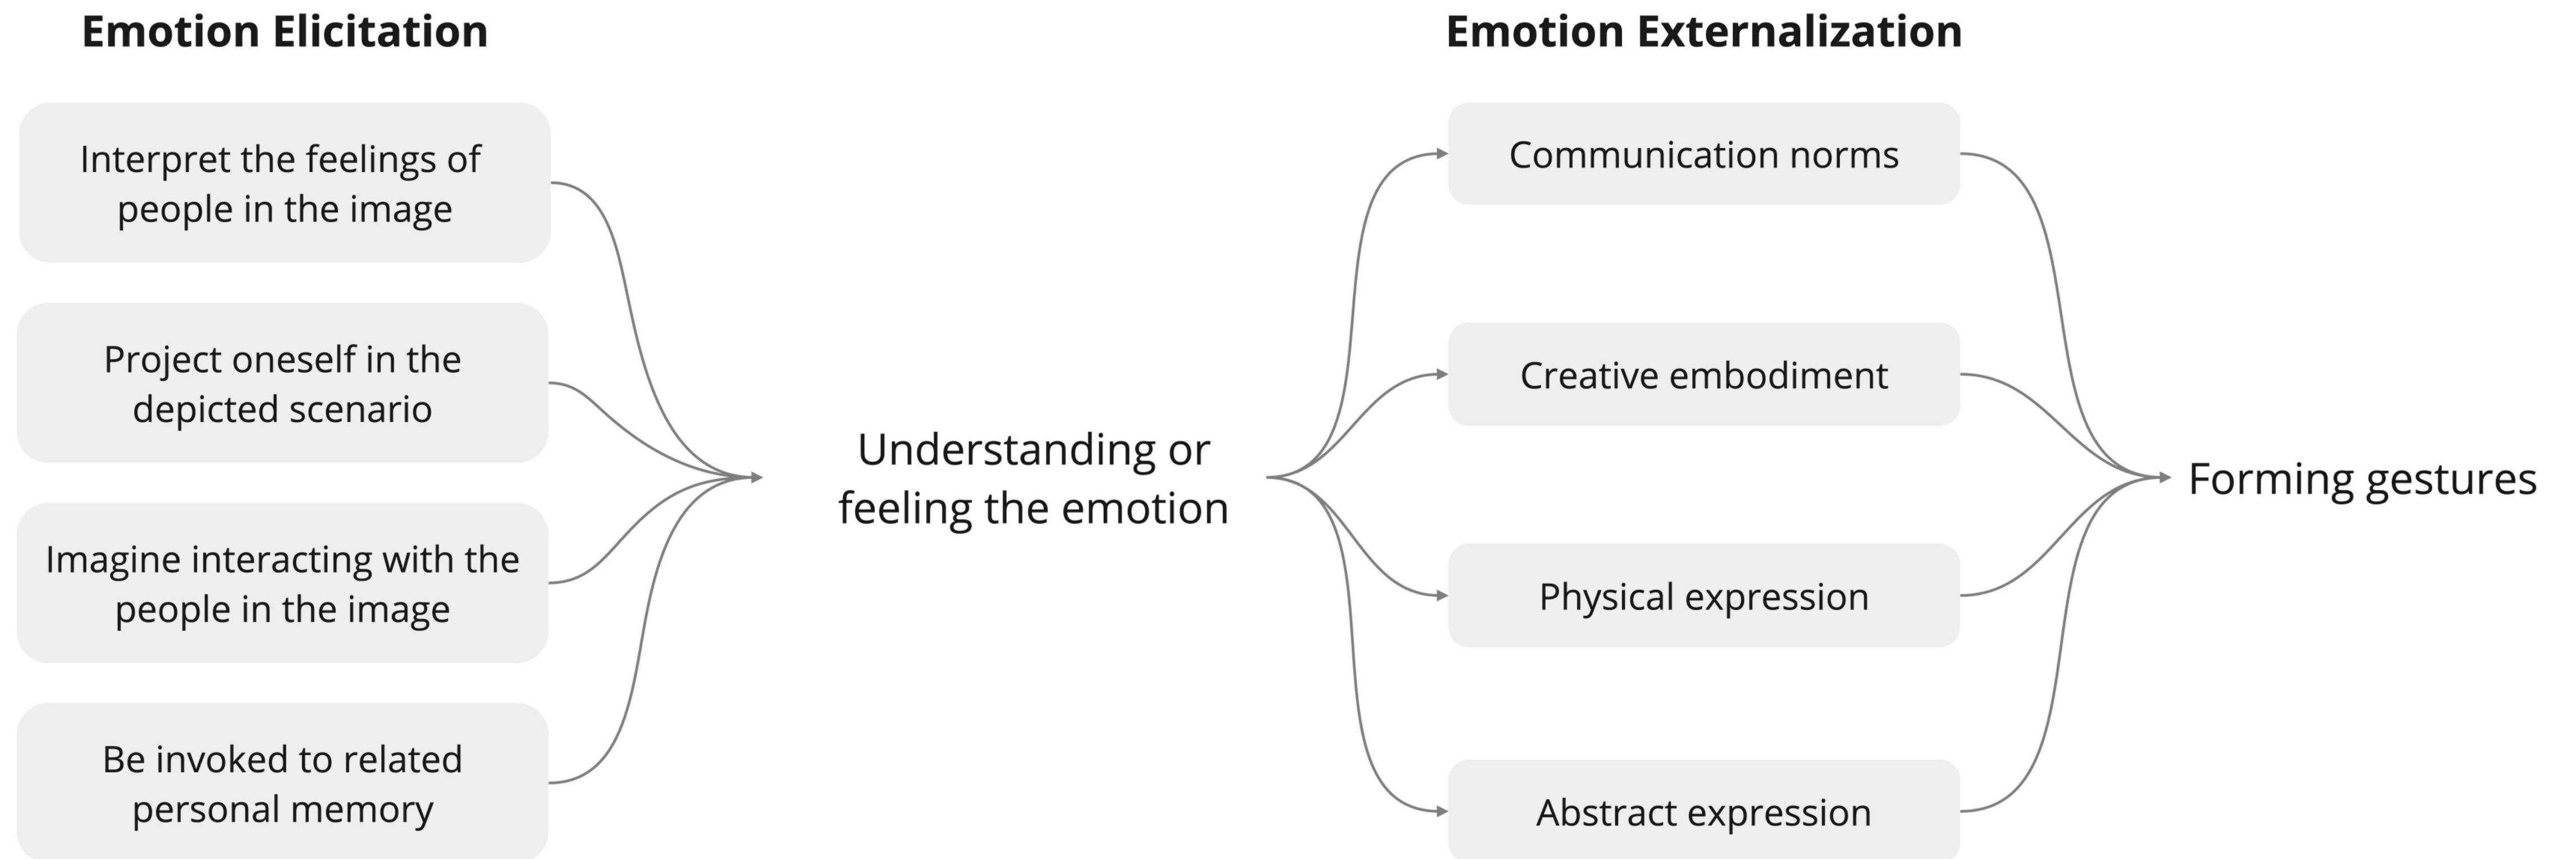 Emotion Elicitation
Interpret the feelings of
people in the image
Project oneself in the
depicted scenario
Imagine interacting with the
people in the image
Be invoked to related
personal memory
Understanding or
feeling the emotion
Emotion Externalization
Communication norms
Creative embodiment
Physical expression
Abstract expression
Forming gestures